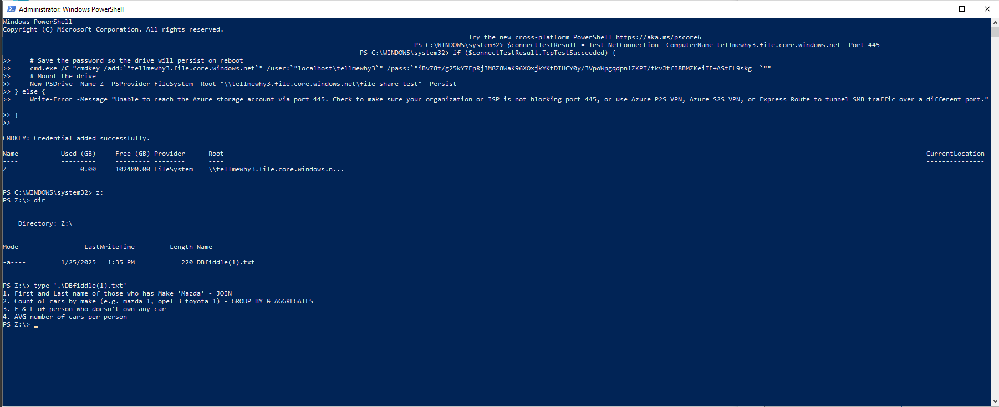 Administrator: Windows PowerShell
Windows PowerShell
Copyright (C) Microsoft Corporation. All rights reserved.
Try the new cross-platform PowerShell https://aka.ms/pscore6
PS C:\WINDOWS\system32> $connectTestResult = Test-NetConnection -ComputerName tellmewhy3.file.core.windows.net -Port 445
PS C:\WINDOWS\system32> if ($connectTestResult.TcpTestSucceeded) {
>>     # Save the password so the drive will persist on reboot
>>     cmd.exe /C "cmdkey /add:`"tellmewhy3.file.core.windows.net`" /user:`"localhost\tellmewhy3`" /pass:`"iBv78t/g25kY7FpRj3M8Z8WaK96XOxjkYKtDIHCY0y/3VpoWpgqdpn1ZKPT/tkvJtfI8BMZKeiIE+AStEL9skg==`""
>>     # Mount the drive
>>     New-PSDrive -Name Z -PSProvider FileSystem -Root "\\tellmewhy3.file.core.windows.net\file-share-test" -Persist
>> } else {
>>     Write-Error -Message "Unable to reach the Azure storage account via port 445. Check to make sure your organization or ISP is not blocking port 445, or use Azure P2S VPN, Azure S2S VPN, or Express Route to tunnel SMB traffic over a different port."
>> }
>>
CMDKEY: Credential added successfully.
Name           Used (GB)     Free (GB) Provider      Root                                                                                                                                                                                    CurrentLocation
----           ---------     --------- --------      ----                                                                                                                                                                                    ---------------
Z                   0.00     102400.00 FileSystem    \\tellmewhy3.file.core.windows.n...
PS C:\WINDOWS\system32> z:
PS Z:\> dir
    Directory: Z:\
Mode                 LastWriteTime         Length Name
----                 -------------         ------ ----
-a----         1/25/2025   1:35 PM            220 DBfiddle(1).txt
PS Z:\> type '.\DBfiddle(1).txt'
1. First and Last name of those who has Make='Mazda' - JOIN
2. Count of cars by make (e.g. mazda 1, opel 3 toyota 1) - GROUP BY & AGGREGATES
3. F & L of person who doesn't own any car
4. AVG number of cars per person
PS Z:\>